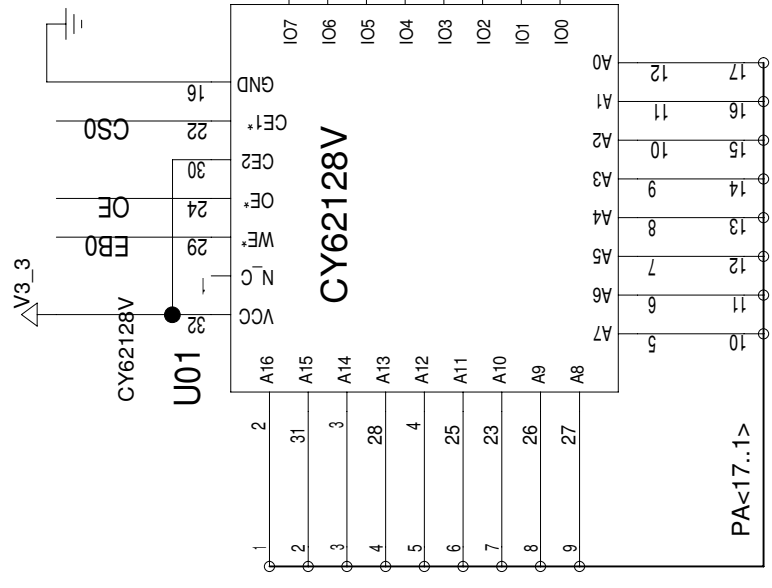 IO7
IO6
IO5
IO4
IO3
IO2
IO1
IO0
GND
16
CE1*
22
CS0
CE2
30
OE*
24
OE
WE*
29
EB0
N_C
1
VCC
32
V3_3
CY62128V
U01
CY62128V
A0
12
17
A1
11
16
A2
10
15
A3
9
14
A4
8
13
A5
7
12
A6
6
11
A7
5
10
A16
A15
A14
A13
A12
A11
A10
A9
A8
2
31
3
28
4
25
23
26
27
1
2
3
4
5
6
7
8
9
PA<17..1>